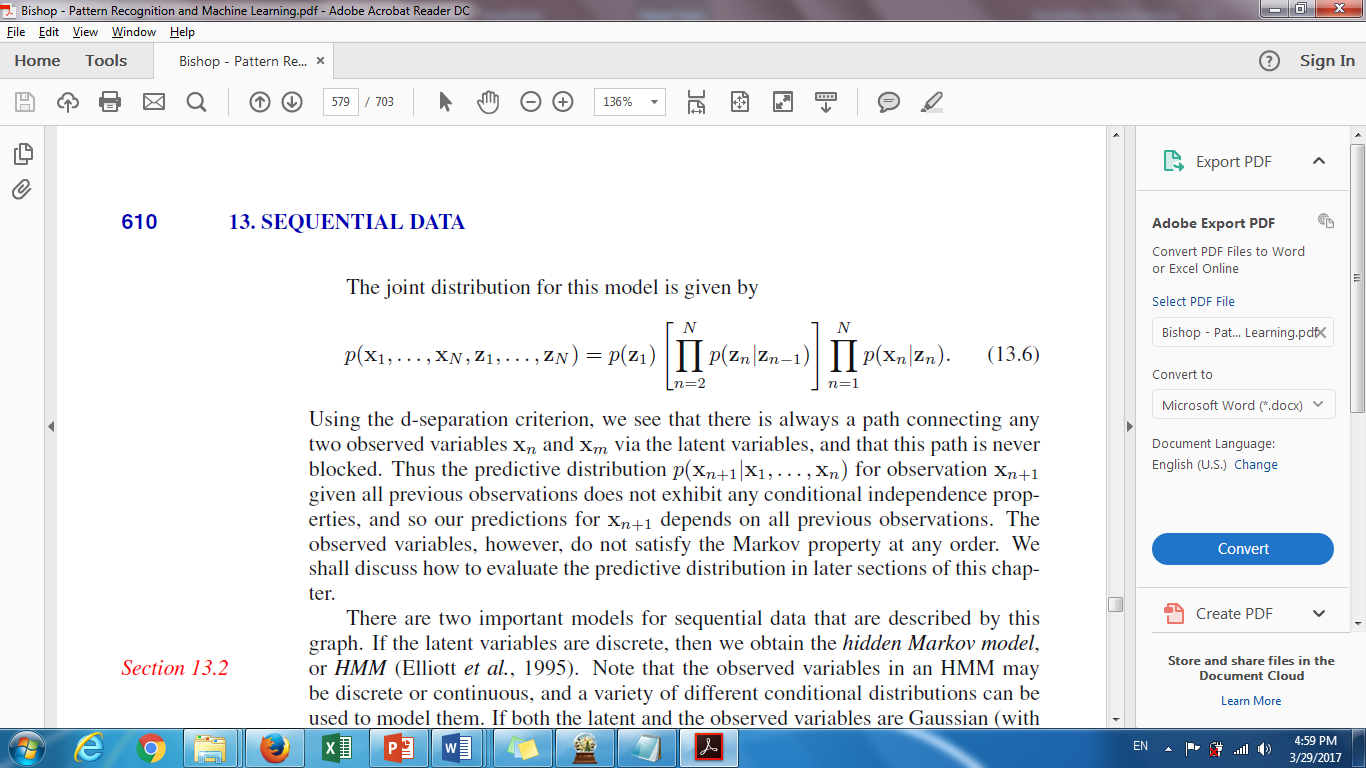 Bishop - Pattern Recognition and Machine Learning.pdf - Adobe Acrobat Reader DC
File Edit View Window Help
Home Tools Bishop - Pattern Re... × ? Sign In
579 / 703 136%
Export PDF
Adobe Export PDF
Convert PDF Files to Word
or Excel Online
Select PDF File
Bishop - Pat... Learning.pdf ×
Convert to
Microsoft Word (*.docx)
Document Language:
English (U.S.) Change
Convert
Create PDF
Store and share files in the
Document Cloud
Learn More
610 13. SEQUENTIAL DATA
The joint distribution for this model is given by
p(x₁, . . . , x_N, z₁, . . . , z_N) = p(z₁) [∏_{n=2}^{N} p(z_n|z_{n−1})] ∏_{n=1}^{N} p(x_n|z_n). (13.6)
Using the d-separation criterion, we see that there is always a path connecting any
two observed variables x_n and x_m via the latent variables, and that this path is never
blocked. Thus the predictive distribution p(x_{n+1}|x₁, . . . , x_n) for observation x_{n+1}
given all previous observations does not exhibit any conditional independence prop-
erties, and so our predictions for x_{n+1} depends on all previous observations. The
observed variables, however, do not satisfy the Markov property at any order. We
shall discuss how to evaluate the predictive distribution in later sections of this chap-
ter.
There are two important models for sequential data that are described by this
graph. If the latent variables are discrete, then we obtain the hidden Markov model,
Section 13.2 or HMM (Elliott et al., 1995). Note that the observed variables in an HMM may
be discrete or continuous, and a variety of different conditional distributions can be
used to model them. If both the latent and the observed variables are Gaussian (with
EN 4:59 PM
3/29/2017